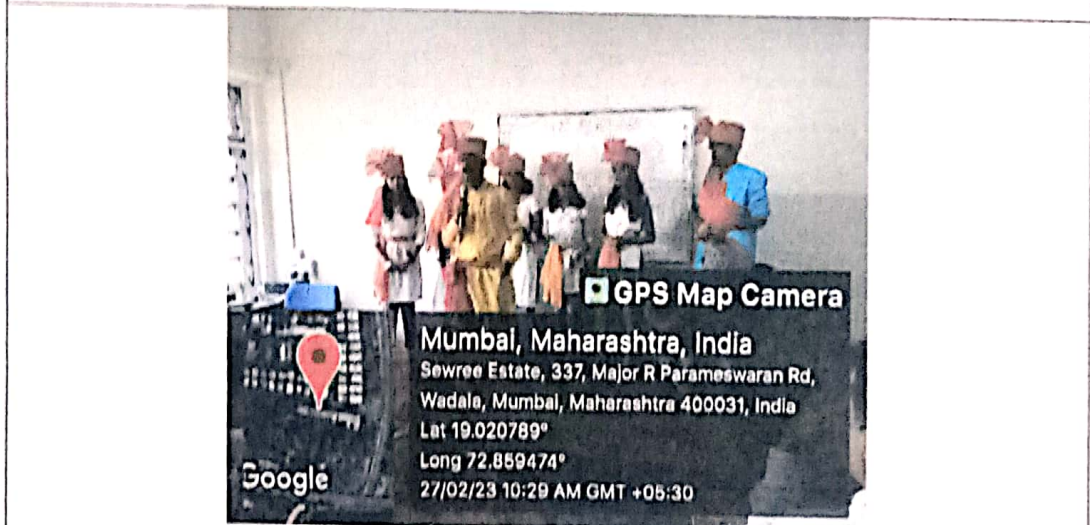 GPS Map Camera
Mumbai, Maharashtra, India
Sewree Estate, 337, Major R Parameswaran Rd,
Wadala, Mumbai, Maharashtra 400031, India
Lat 19.020789°
Long 72.859474°
27/02/23 10:29 AM GMT +05:30
Google